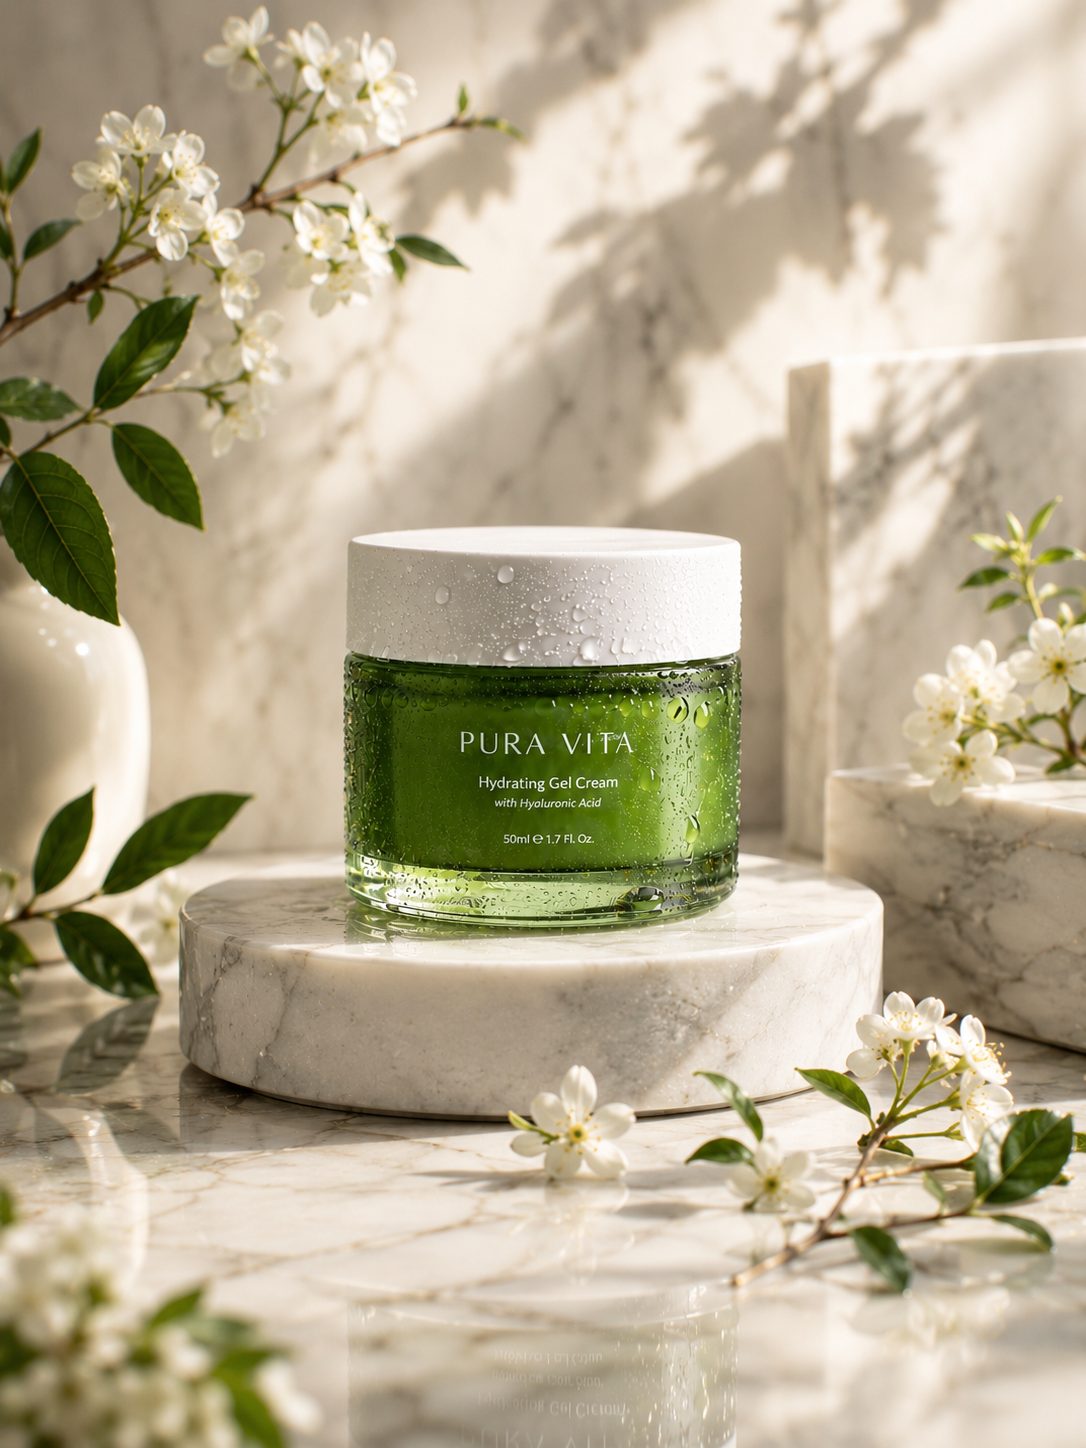 PURA VITA
Hydrating Gel Cream
with Hyaluronic Acid
50ml ℮ 1.7 Fl. Oz.